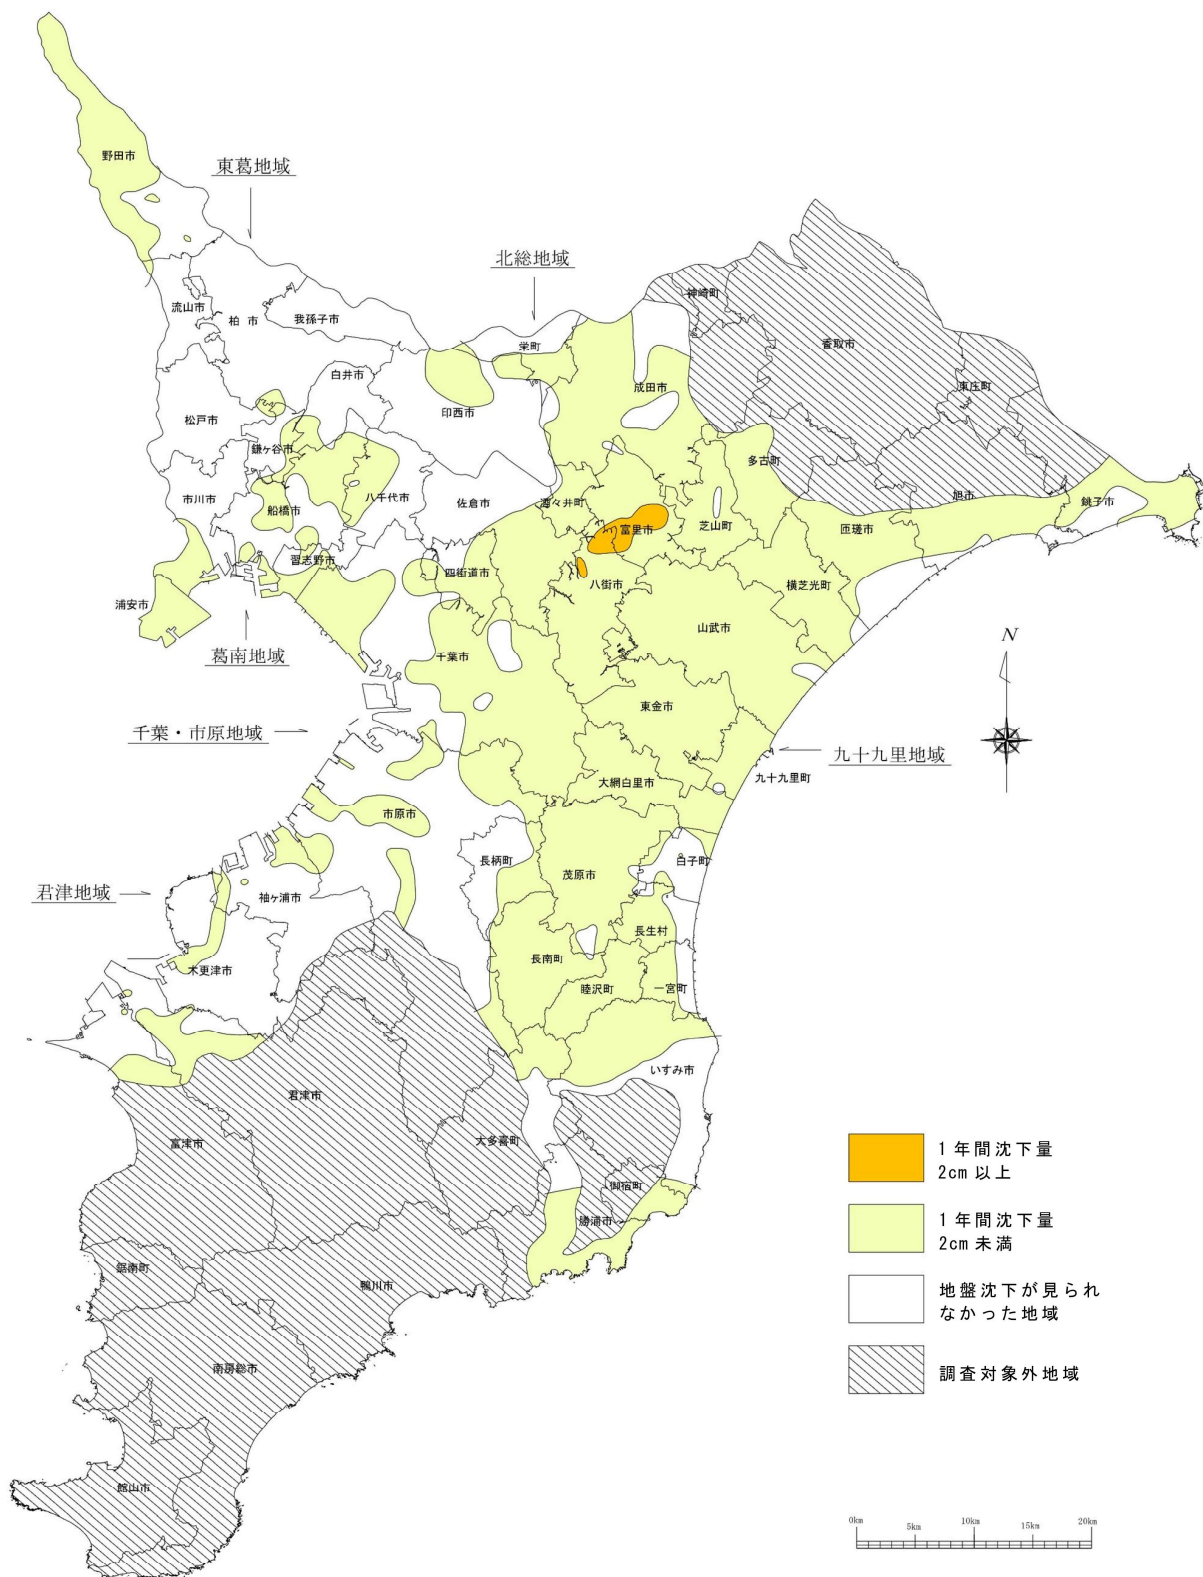 野田市
東葛地域
北総地域
流山市
柏 市
我孫子市
栄町
神崎町
香取市
東庄町
成田市
白井市
印西市
松戸市
鎌ヶ谷市
多古町
市川市
船橋市
八千代市
佐倉市
酒々井町
富里市
芝山町
旭市
匝瑳市
銚子市
習志野市
四街道市
八街市
横芝光町
浦安市
葛南地域
千葉市
山武市
N
東金市
千葉・市原地域
九十九里地域
大網白里市
九十九里町
市原市
長柄町
茂原市
白子町
君津地域
袖ヶ浦市
長生村
木更津市
長南町
睦沢町
一宮町
いすみ市
君津市
富津市
大多喜町
御宿町
勝浦市
鋸南町
鴨川市
南房総市
館山市
1年間沈下量
2cm以上
1年間沈下量
2cm未満
地盤沈下が見られ
なかった地域
調査対象外地域
0km 5km 10km 15km 20km